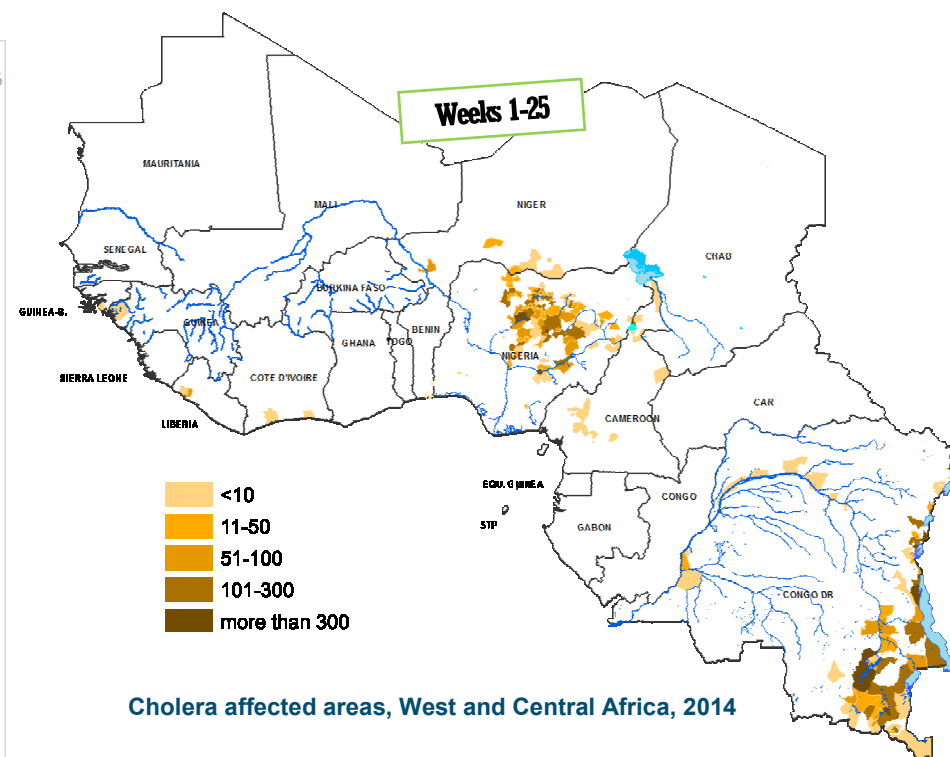 Weeks 1-25
MAURITANIA
MALI
NIGER
SENEGAL
CHAD
BURKINA FASO
GUINEA-B.
GUINEA
BENIN
GHANA
TOGO
NIGERIA
SIERRA LEONE
COTE D'IVOIRE
LIBERIA
CAMEROON
CAR
EQU. GUINEA
CONGO
STP
GABON
CONGO DR
<10
11-50
51-100
101-300
more than 300
Cholera affected areas, West and Central Africa, 2014